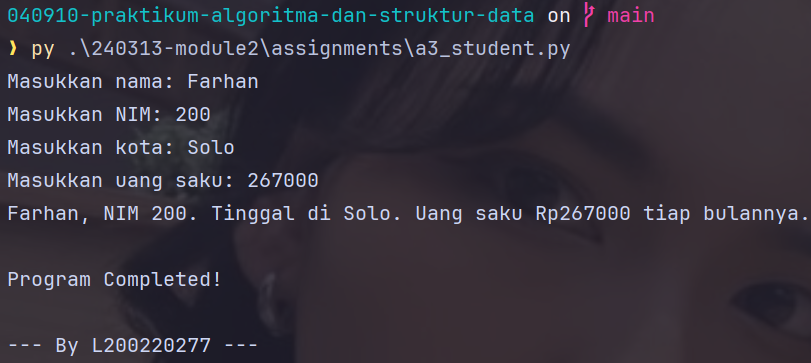 040910-praktikum-algoritma-dan-struktur-data on main
❱ py .\240313-module2\assignments\a3_student.py
Masukkan nama: Farhan
Masukkan NIM: 200
Masukkan kota: Solo
Masukkan uang saku: 267000
Farhan, NIM 200. Tinggal di Solo. Uang saku Rp267000 tiap bulannya.
Program Completed!
--- By L200220277 ---